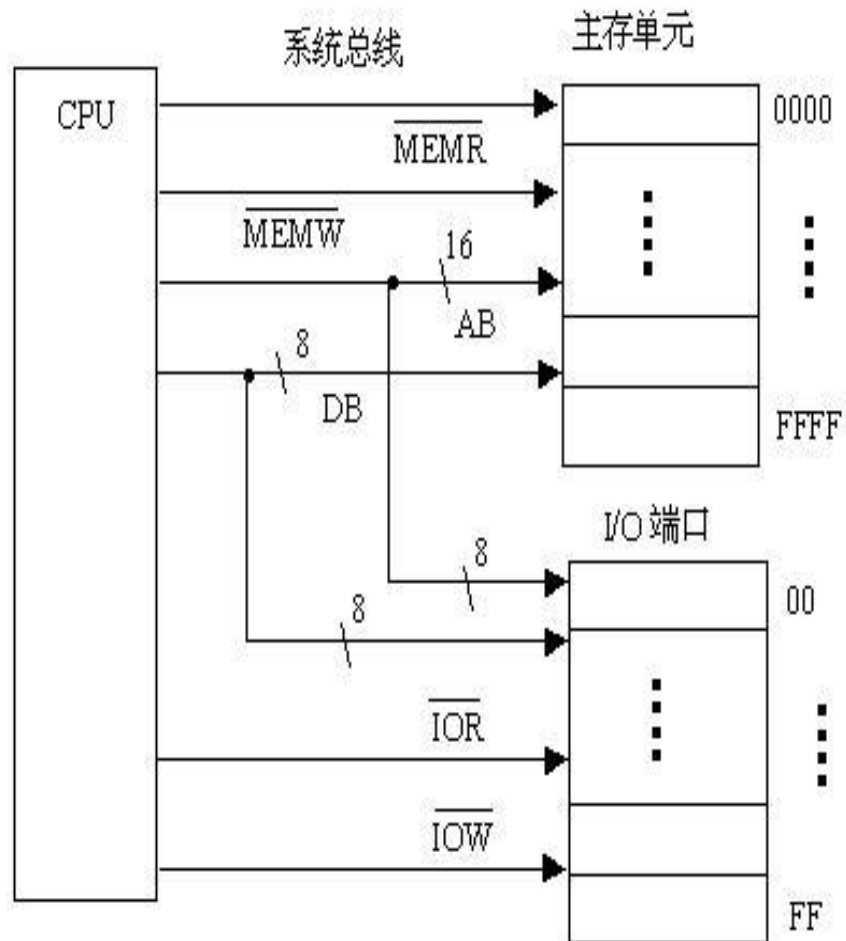 系统总线
主存单元
CPU
0000
MEMR
MEMW
16
AB
8
DB
FFFF
I/O 端口
8
00
8
IOR
IOW
FF